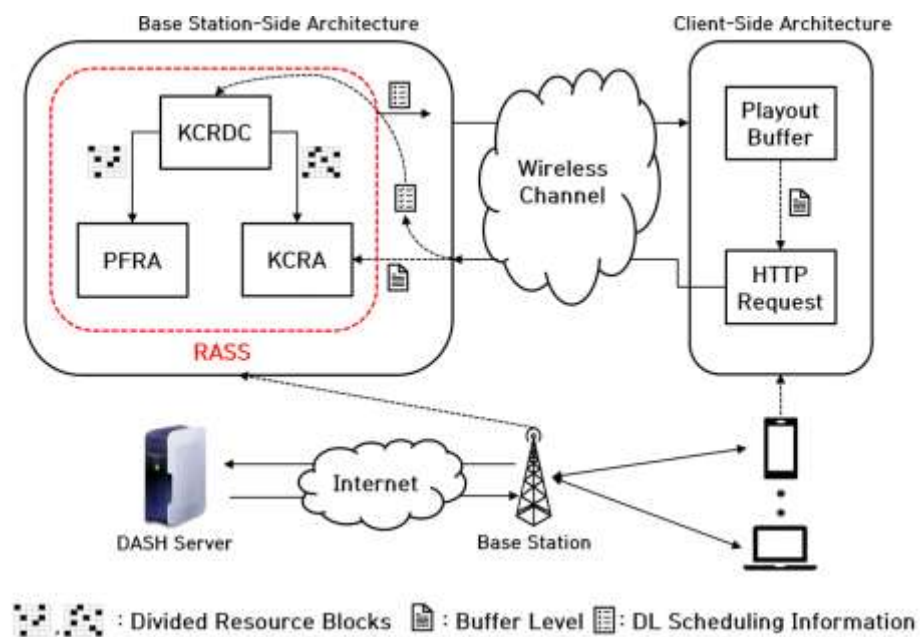 Base Station-Side Architecture
Client-Side Architecture
KCRDC
PFRA
KCRA
RASS
Wireless
Channel
Playout
Buffer
HTTP
Request
DASH Server
Internet
Base Station
, : Divided Resource Blocks : Buffer Level : DL Scheduling Information